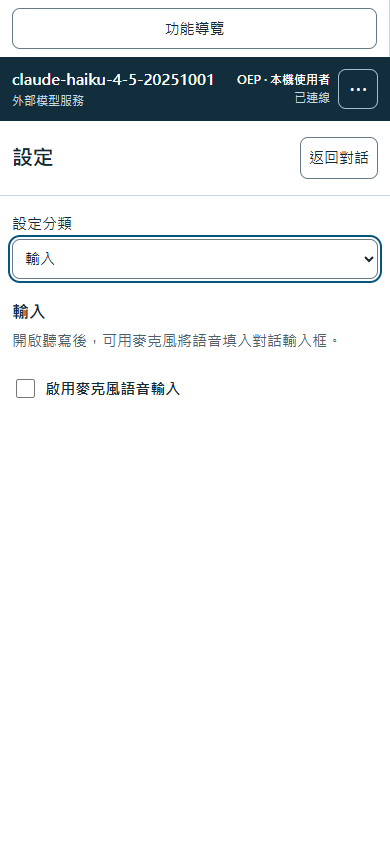 功能導覽
claude-haiku-4-5-20251001
外部模型服務
OEP · 本機使用者
已連線
···
設定
返回對話
設定分類
輸入
輸入
開啟聽寫後，可用麥克風將語音填入對話輸入框。
啟用麥克風語音輸入